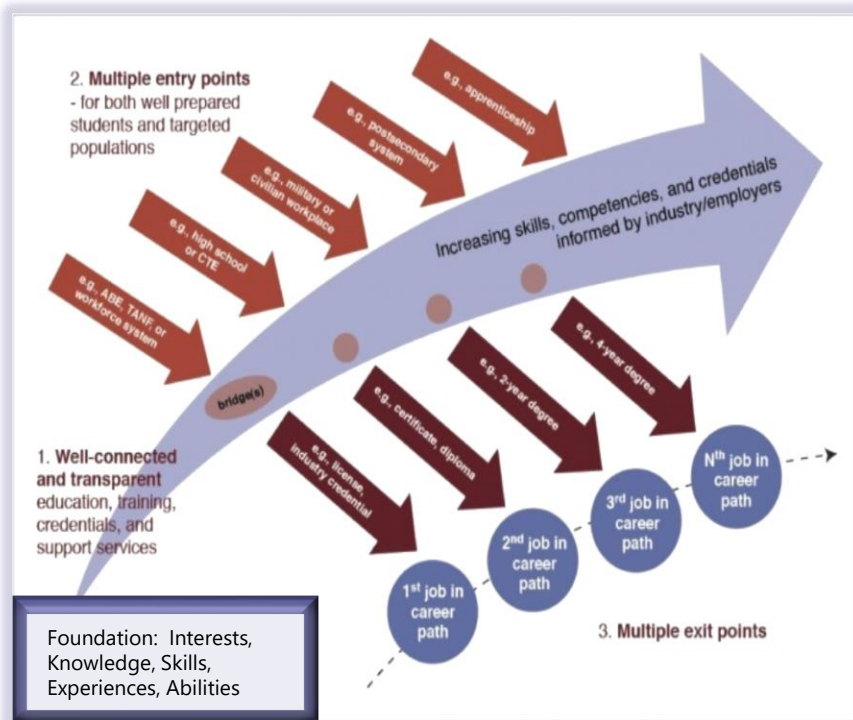 2. Multiple entry points
- for both well prepared
students and targeted
populations
e.g., ABE, TANF, or
workforce system
e.g., high school
or CTE
e.g., military or
civilian workplace
e.g., postsecondary
system
e.g., apprenticeship
Increasing skills, competencies, and credentials
informed by industry/employers
bridge(s)
1. Well-connected
and transparent
education, training,
credentials, and
support services
e.g., license,
industry credential
e.g., certificate, diploma
e.g., 2-year degree
e.g., 4-year degree
1st job in
career
path
2nd job in
career
path
3rd job in
career
path
Nth job in
career
path
3. Multiple exit points
Foundation: Interests,
Knowledge, Skills,
Experiences, Abilities